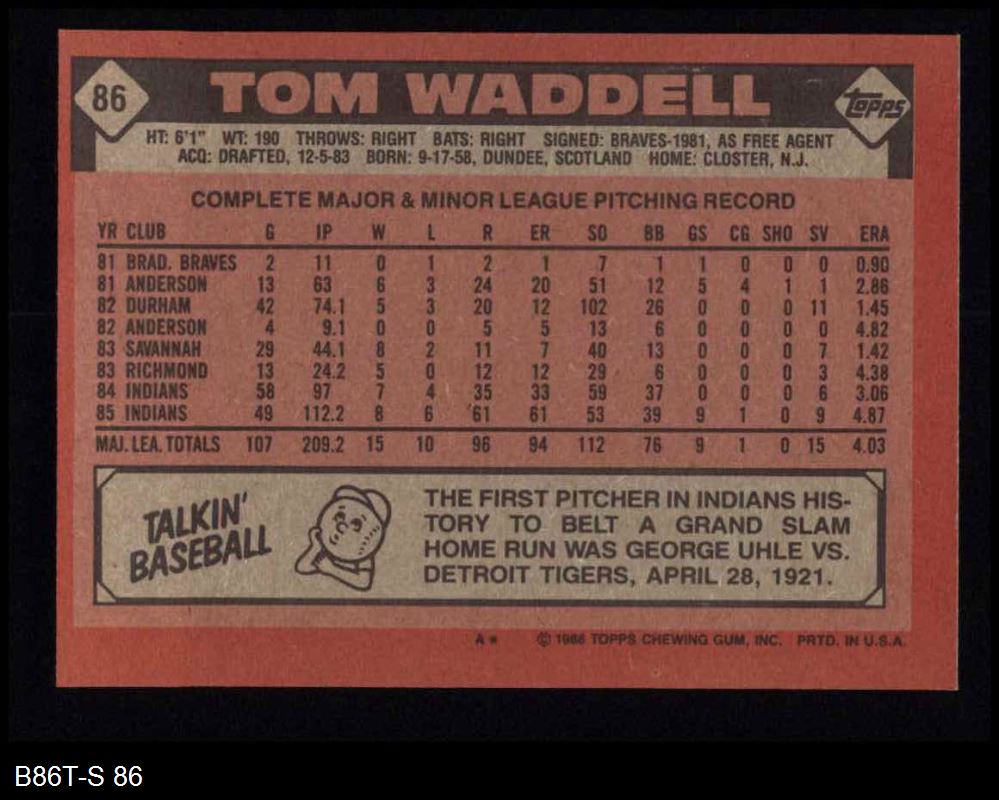 86
TOM WADDELL
Topps
HT: 6'1" WT: 190 THROWS: RIGHT BATS: RIGHT SIGNED: BRAVES-1981, AS FREE AGENT
ACQ: DRAFTED, 12-5-83 BORN: 9-17-58, DUNDEE, SCOTLAND HOME: CLOSTER, N.J.
COMPLETE MAJOR & MINOR LEAGUE PITCHING RECORD
YR CLUB G IP W L R ER SO BB GS CG SHO SV ERA
81 BRAD. BRAVES 2 11 0 1 2 1 7 1 1 0 0 0 0.90
81 ANDERSON 13 63 6 3 24 20 51 12 5 4 1 1 2.86
82 DURHAM 42 74.1 5 3 20 12 102 26 0 0 0 11 1.45
82 ANDERSON 4 9.1 0 0 5 5 13 6 0 0 0 0 4.82
83 SAVANNAH 29 44.1 8 2 11 7 40 13 0 0 0 7 1.42
83 RICHMOND 13 24.2 5 0 12 12 29 6 0 0 0 3 4.38
84 INDIANS 58 97 7 4 35 33 59 37 0 0 0 6 3.06
85 INDIANS 49 112.2 8 6 61 61 53 39 9 1 0 9 4.87
MAJ. LEA. TOTALS 107 209.2 15 10 96 94 112 76 9 1 0 15 4.03
TALKIN'
BASEBALL
THE FIRST PITCHER IN INDIANS HIS-
TORY TO BELT A GRAND SLAM
HOME RUN WAS GEORGE UHLE VS.
DETROIT TIGERS, APRIL 28, 1921.
A* © 1986 TOPPS CHEWING GUM, INC. PRTD. IN U.S.A.
B86T-S 86